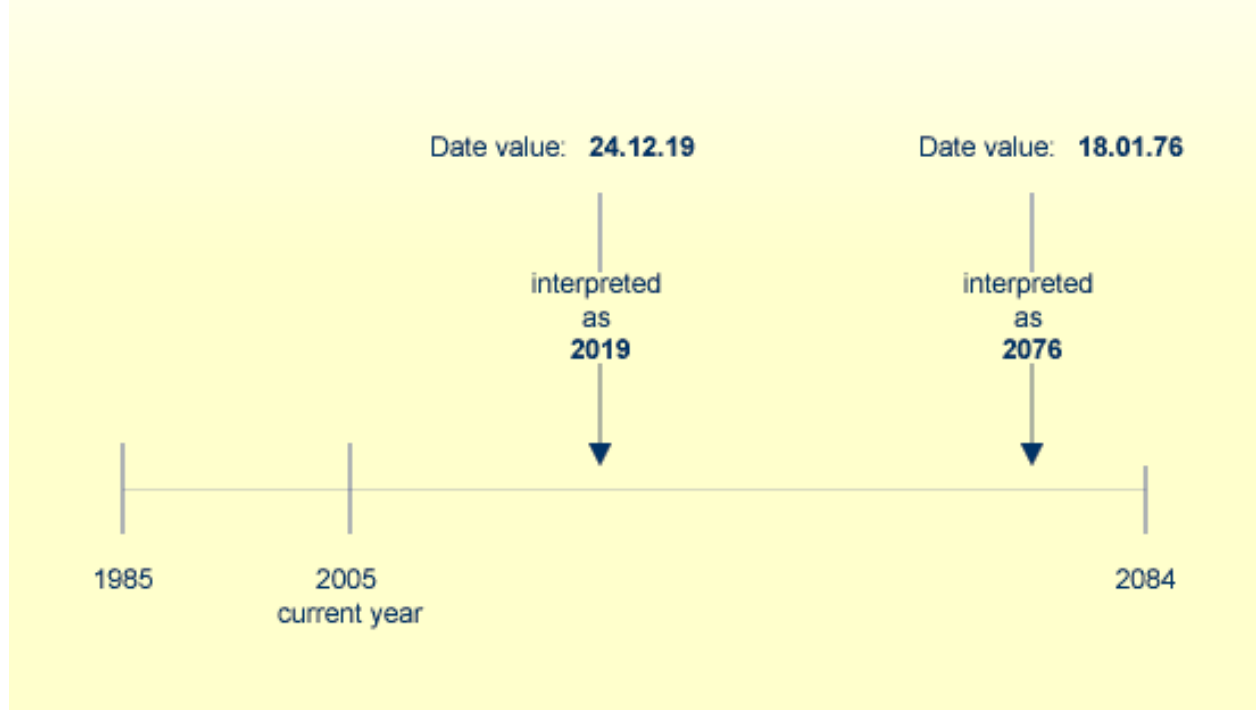 Date value: 24.12.19
Date value: 18.01.76
interpreted
as
2019
interpreted
as
2076
1985
2005
current year
2084